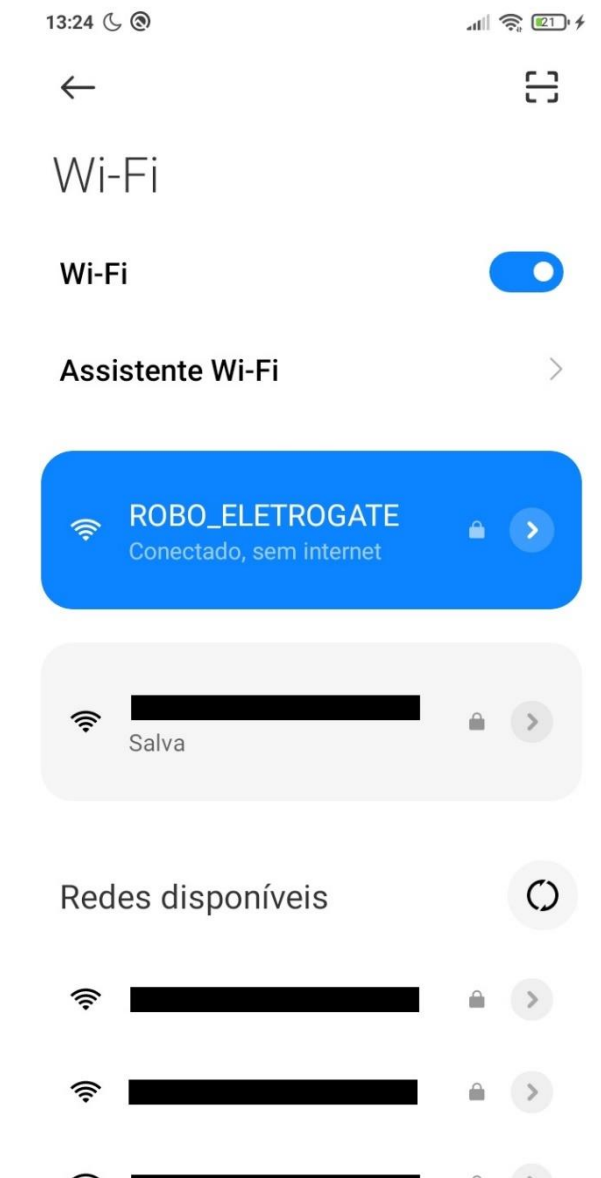 13:24
21
Wi-Fi
Wi-Fi
Assistente Wi-Fi
ROBO_ELETROGATE
Conectado, sem internet
Salva
Redes disponíveis